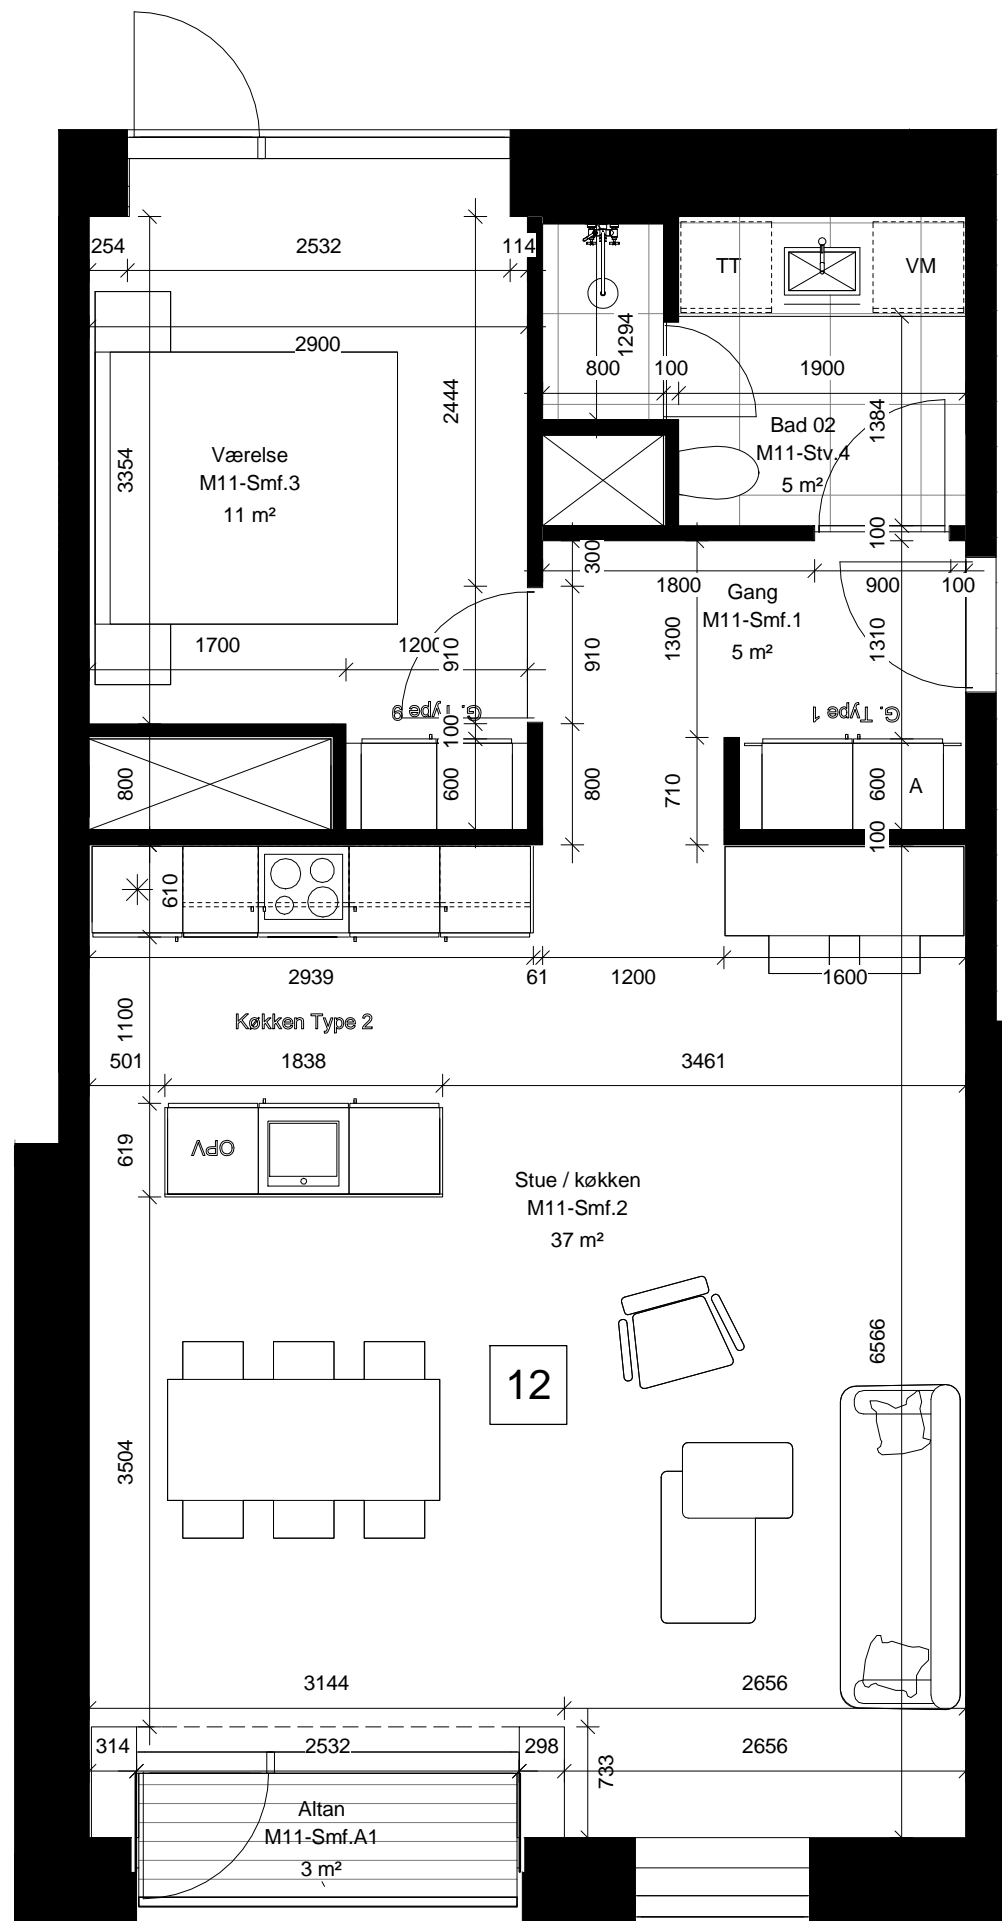 254
2532
114
TT
VM
2900
1294
800
100
1900
2444
1384
3354
Værelse
M11-Smf.3
11 m²
Bad 02
M11-Stv.4
5 m²
100
300
1800
900
100
Gang
M11-Smf.1
5 m²
1700
1200
910
910
1300
1310
G. Type 9
G. Type 1
100
800
600
800
710
600
A
100
610
2939
61
1200
1600
1100
Køkken Type 2
501
1838
3461
619
OPV
Stue / køkken
M11-Smf.2
37 m²
6566
12
3504
3144
2656
314
2532
298
733
2656
Altan
M11-Smf.A1
3 m²